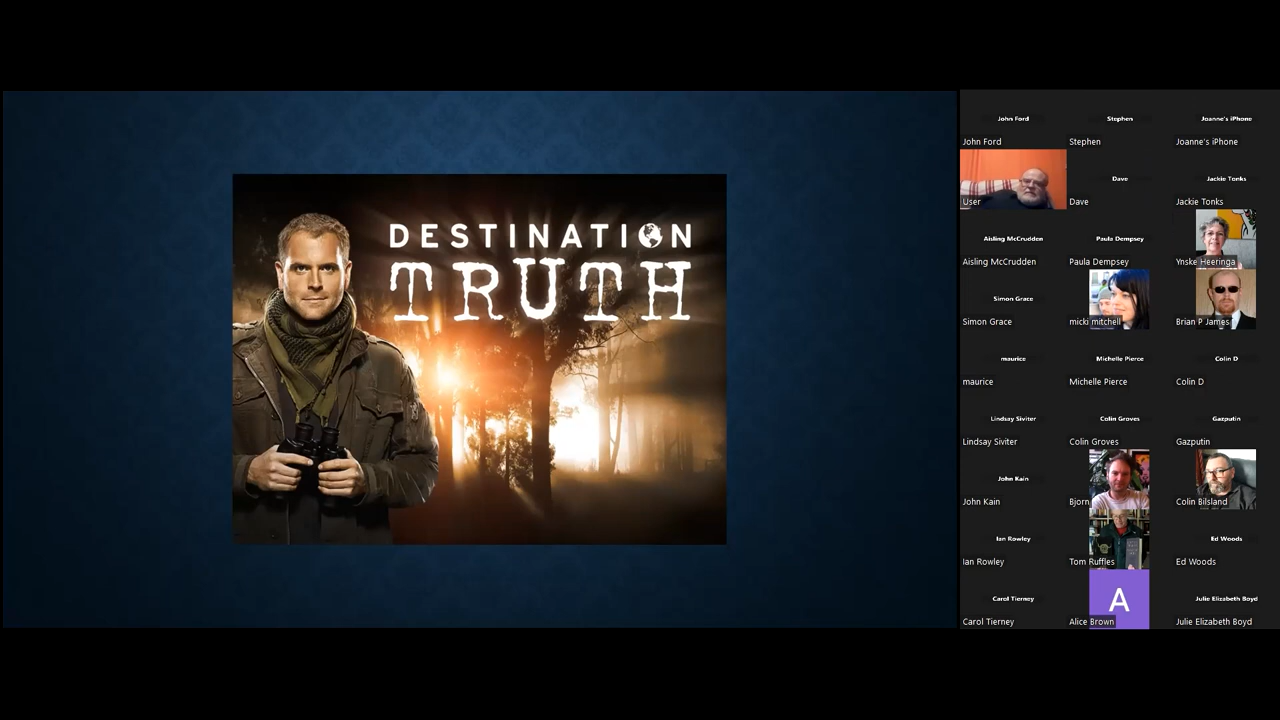 DESTINATION
TRUTH
John Ford
Stephen
Joanne's iPhone
John Ford
Stephen
Joanne's iPhone
Dave
Jackie Tonks
User
Dave
Jackie Tonks
Aisling McCrudden
Paula Dempsey
Aisling McCrudden
Paula Dempsey
Ynske Heeringa
Simon Grace
Simon Grace
micki mitchell
Brian P James
maurice
Michelle Pierce
Colin D
maurice
Michelle Pierce
Colin D
Lindsay Siviter
Colin Groves
Gazputin
Lindsay Siviter
Colin Groves
Gazputin
John Kain
John Kain
Bjorn
Colin Bilsland
Ian Rowley
Ed Woods
Ian Rowley
Tom Ruffles
Ed Woods
Carol Tierney
A
Julie Elizabeth Boyd
Carol Tierney
Alice Brown
Julie Elizabeth Boyd